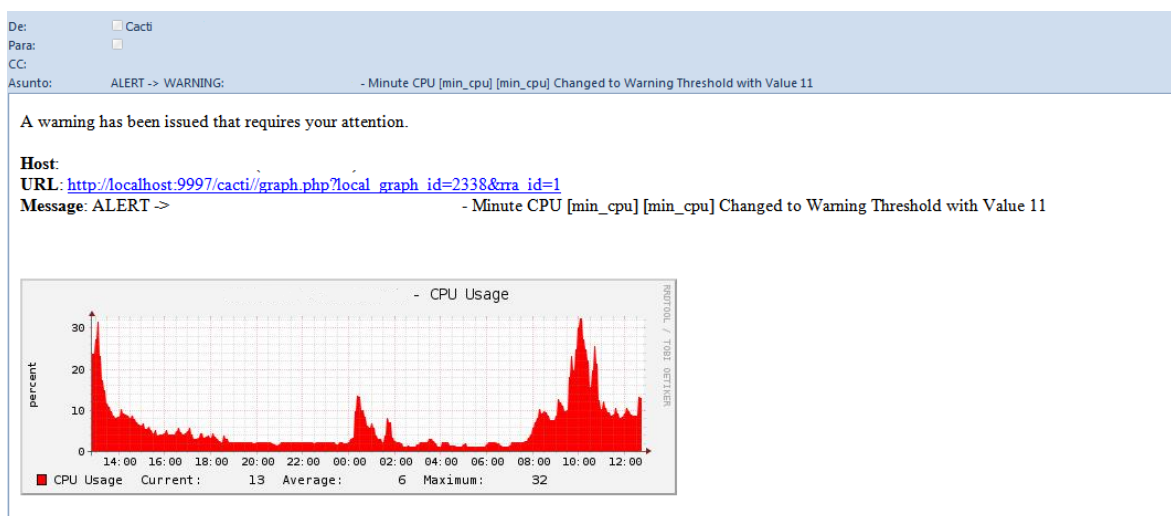 De: Cacti
Para:
CC:
Asunto: ALERT -> WARNING: - Minute CPU [min_cpu] [min_cpu] Changed to Warning Threshold with Value 11
A warning has been issued that requires your attention.
Host:
URL: http://localhost:9997/cacti//graph.php?local_graph_id=2338&rra_id=1
Message: ALERT -> - Minute CPU [min_cpu] [min_cpu] Changed to Warning Threshold with Value 11
- CPU Usage
RRDTOOL / TOBI OETIKER
percent
30
20
10
0
14:00 16:00 18:00 20:00 22:00 00:00 02:00 04:00 06:00 08:00 10:00 12:00
CPU Usage Current: 13 Average: 6 Maximum: 32